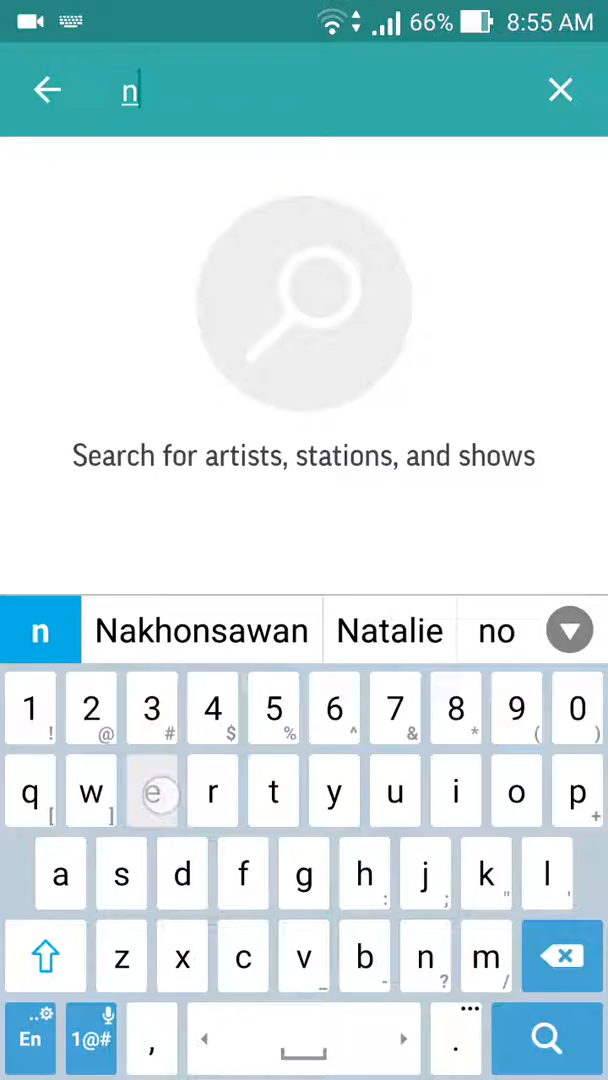 66% 8:55 AM
n
Search for artists, stations, and shows
n Nakhonsawan Natalie no
1 ! 2 @ 3 # 4 $ 5 % 6 ^ 7 & 8 * 9 ( 0 )
q [ w ] e r t y u i o p +
a s d f g h : j ; k " l '
z x c v _ b - n ? m /
En 1@# , . ...